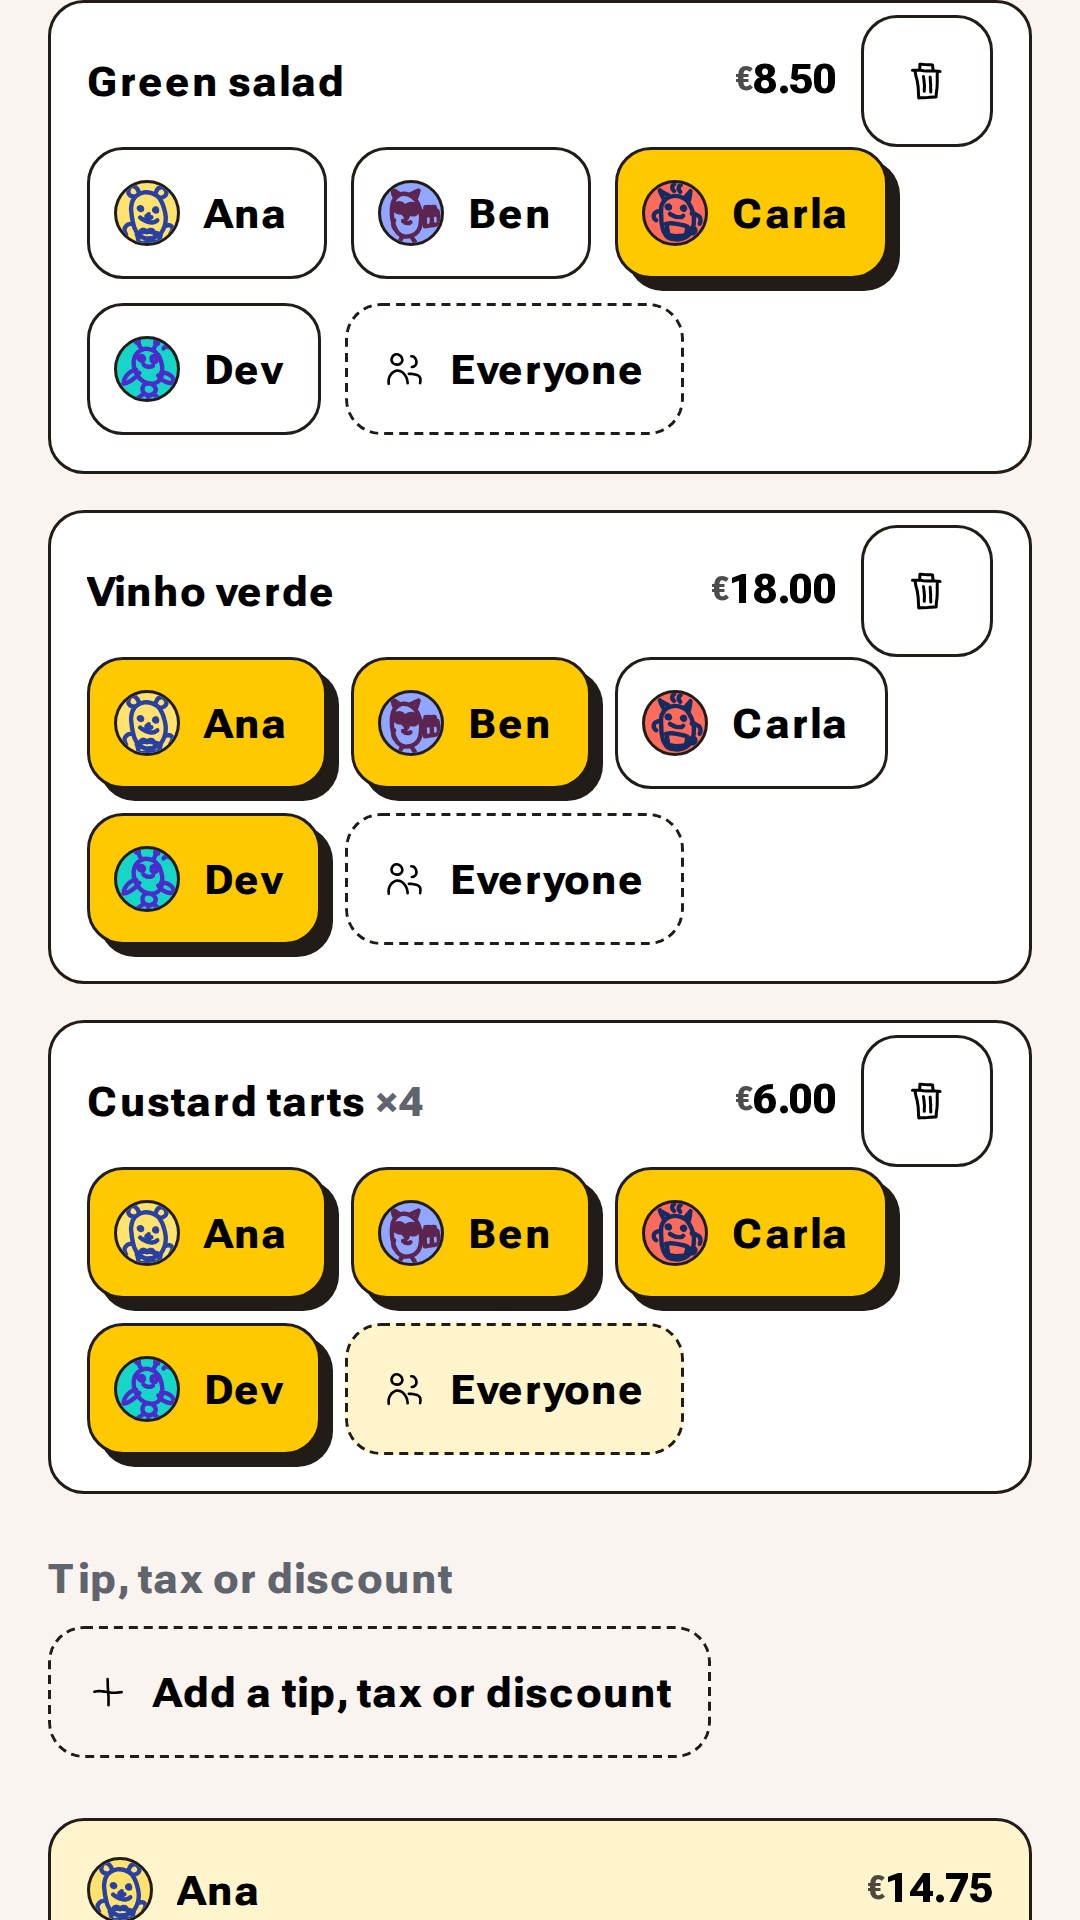 Green salad €8.50
Ana Ben Carla
Dev Everyone
Vinho verde €18.00
Ana Ben Carla
Dev Everyone
Custard tarts ×4 €6.00
Ana Ben Carla
Dev Everyone
Tip, tax or discount
Add a tip, tax or discount
Ana €14.75